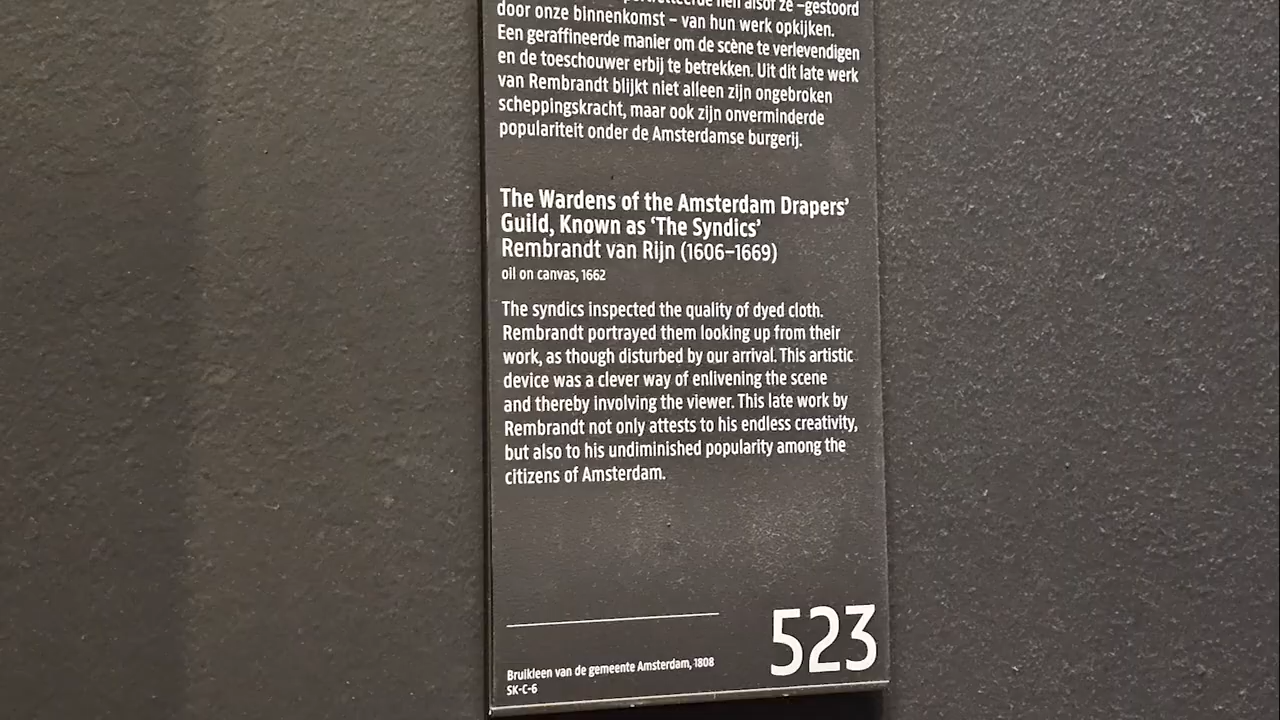 hen alsof ze –gestoord
door onze binnenkomst – van hun werk opkijken.
Een geraffineerde manier om de scène te verlevendigen
en de toeschouwer erbij te betrekken. Uit dit late werk
van Rembrandt blijkt niet alleen zijn ongebroken
scheppingskracht, maar ook zijn onverminderde
populariteit onder de Amsterdamse burgerij.
The Wardens of the Amsterdam Drapers’
Guild, Known as ‘The Syndics’
Rembrandt van Rijn (1606–1669)
oil on canvas, 1662
The syndics inspected the quality of dyed cloth.
Rembrandt portrayed them looking up from their
work, as though disturbed by our arrival. This artistic
device was a clever way of enlivening the scene
and thereby involving the viewer. This late work by
Rembrandt not only attests to his endless creativity,
but also to his undiminished popularity among the
citizens of Amsterdam.
523
Bruikleen van de gemeente Amsterdam, 1808
SK-C-6